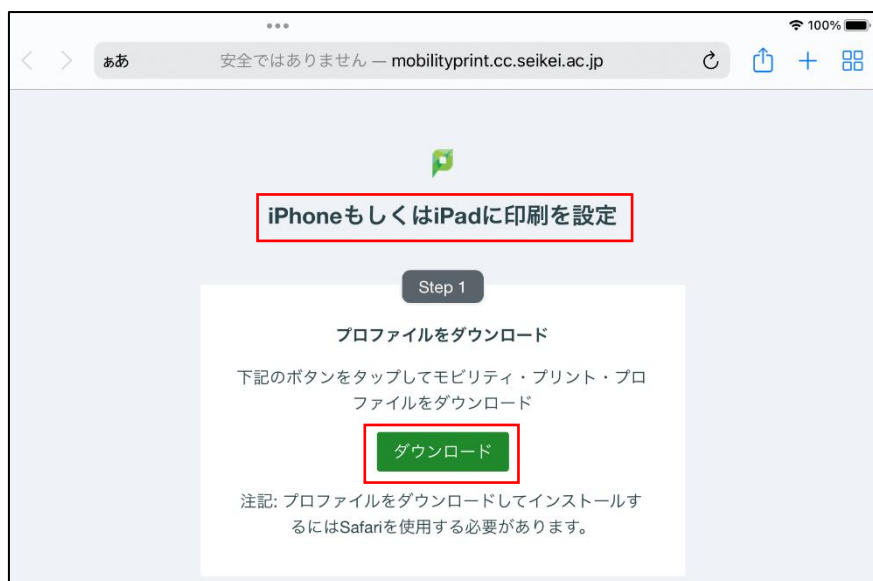 100%
ああ
安全ではありません — mobilityprint.cc.seikei.ac.jp
iPhoneもしくはiPadに印刷を設定
Step 1
プロファイルをダウンロード
下記のボタンをタップしてモビリティ・プリント・プロ
ファイルをダウンロード
ダウンロード
注記: プロファイルをダウンロードしてインストールす
るにはSafariを使用する必要があります。